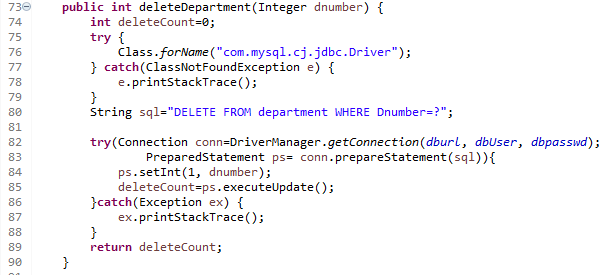 73 public int deleteDepartment(Integer dnumber) {
74 int deleteCount=0;
75 try {
76 Class.forName("com.mysql.cj.jdbc.Driver");
77 } catch(ClassNotFoundException e) {
78 e.printStackTrace();
79 }
80 String sql="DELETE FROM department WHERE Dnumber=?";
81
82 try(Connection conn=DriverManager.getConnection(dburl, dbUser, dbpasswd);
83 PreparedStatement ps= conn.prepareStatement(sql)){
84 ps.setInt(1, dnumber);
85 deleteCount=ps.executeUpdate();
86 }catch(Exception ex) {
87 ex.printStackTrace();
88 }
89 return deleteCount;
90 }